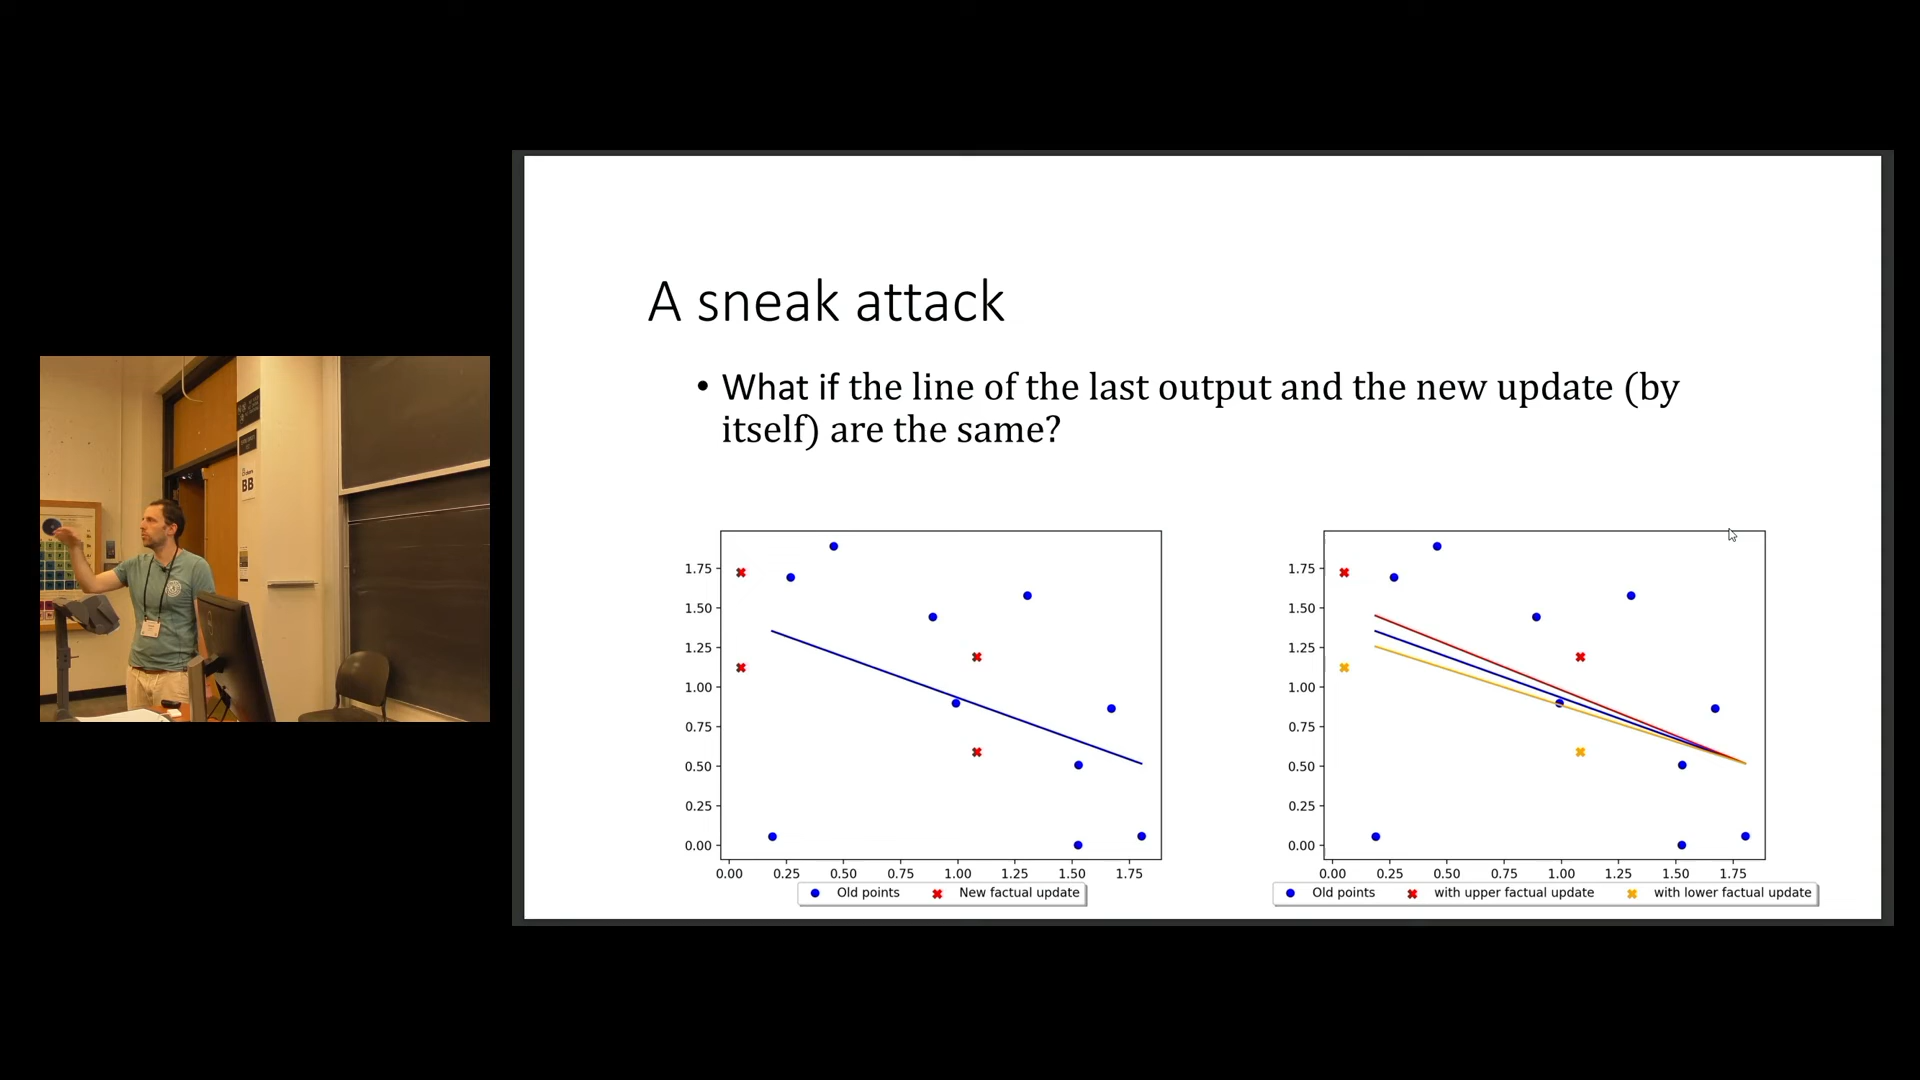 A sneak attack
• What if the line of the last output and the new update (by
itself) are the same?
1.75
1.50
1.25
1.00
0.75
0.50
0.25
0.00
0.00 0.25 0.50 0.75 1.00 1.25 1.50 1.75
Old points New factual update
1.75
1.50
1.25
1.00
0.75
0.50
0.25
0.00
0.00 0.25 0.50 0.75 1.00 1.25 1.50 1.75
Old points with upper factual update with lower factual update
BB